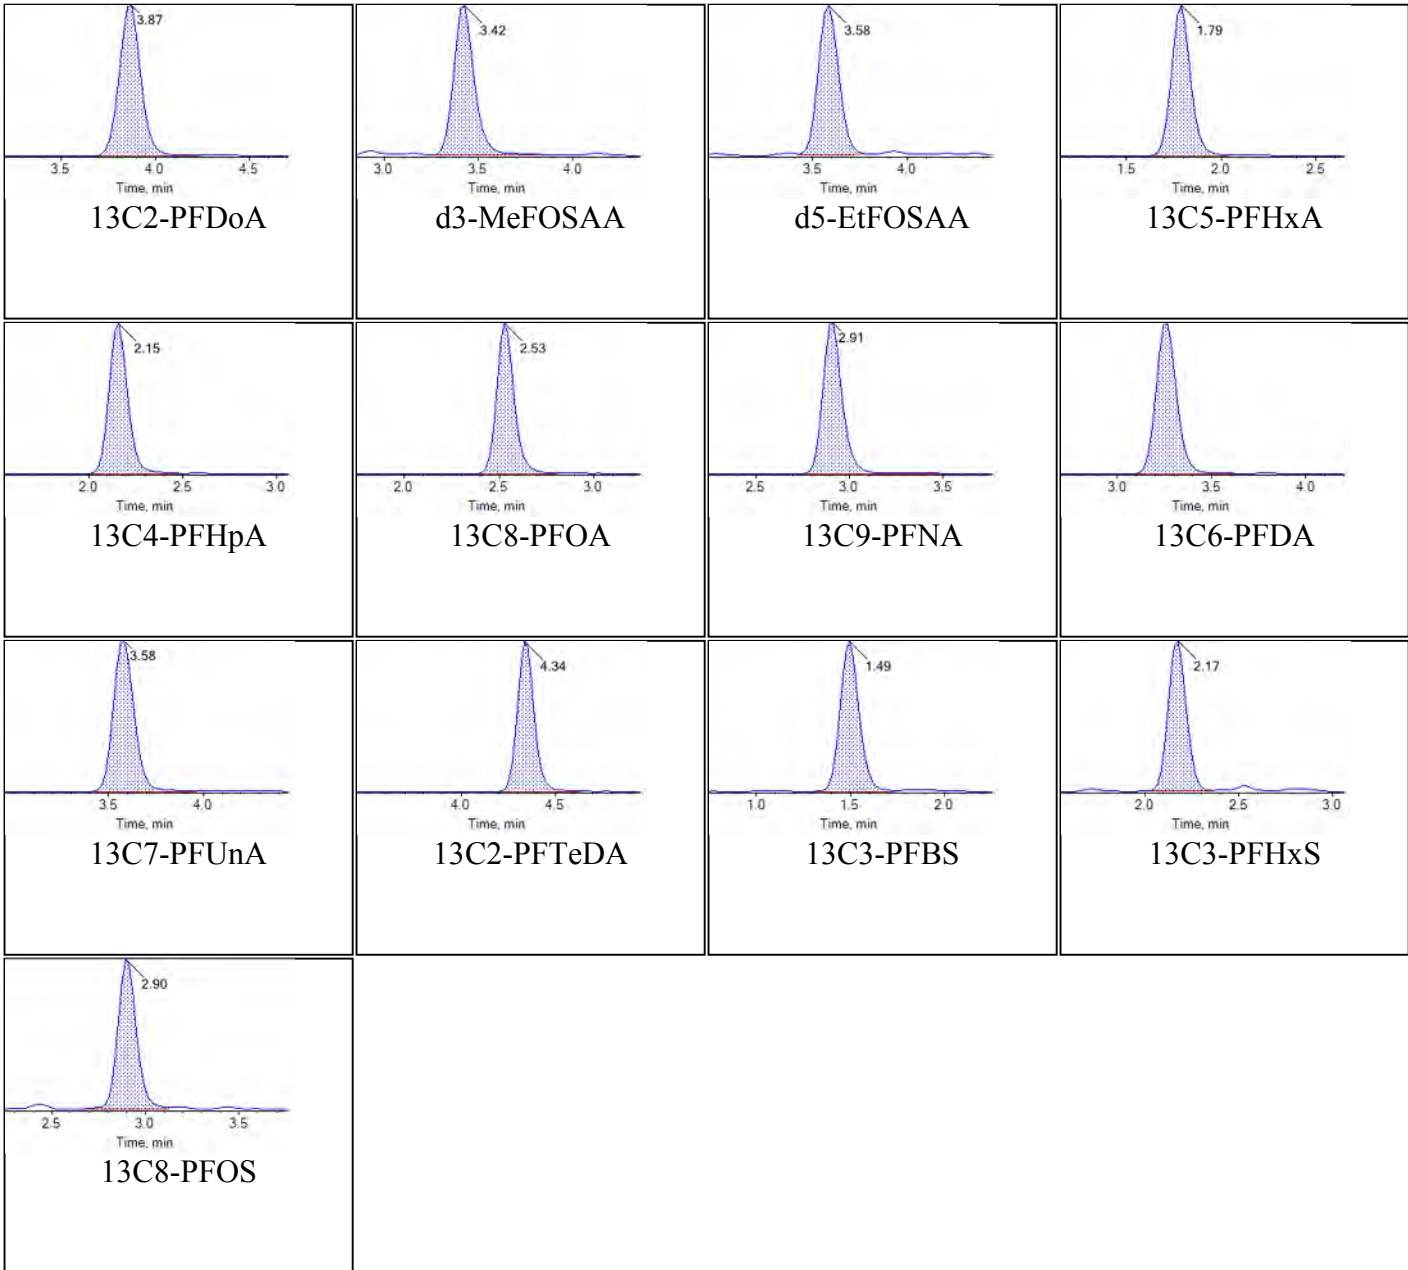 3.87
3.5 4.0 4.5
Time, min
13C2-PFDoA
3.42
3.0 3.5 4.0
Time, min
d3-MeFOSAA
3.58
3.5 4.0
Time, min
d5-EtFOSAA
1.79
1.5 2.0 2.5
Time, min
13C5-PFHxA
2.15
2.0 2.5 3.0
Time, min
13C4-PFHpA
2.53
2.0 2.5 3.0
Time, min
13C8-PFOA
2.91
2.5 3.0 3.5
Time, min
13C9-PFNA
3.0 3.5 4.0
Time, min
13C6-PFDA
3.58
3.5 4.0
Time, min
13C7-PFUnA
4.34
4.0 4.5
Time, min
13C2-PFTeDA
1.49
1.0 1.5 2.0
Time, min
13C3-PFBS
2.17
2.0 2.5 3.0
Time, min
13C3-PFHxS
2.90
2.5 3.0 3.5
Time, min
13C8-PFOS